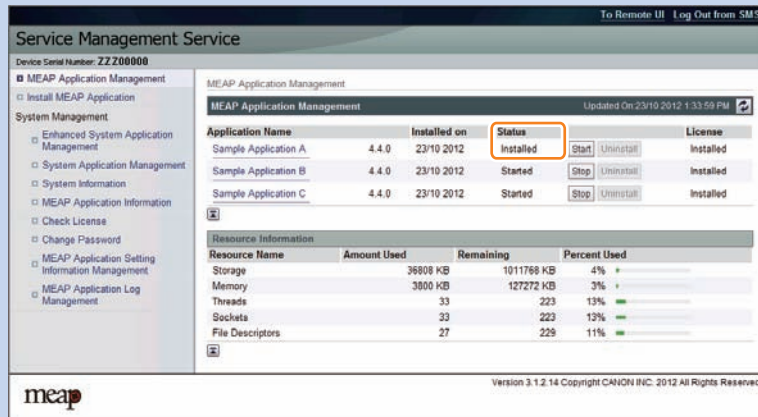 To Remote UI Log Out from SMS
Service Management Service
Device Serial Number: ZZZ00000
MEAP Application Management
Install MEAP Application
System Management
Enhanced System Application
Management
System Application Management
System Information
MEAP Application Information
Check License
Change Password
MEAP Application Setting
Information Management
MEAP Application Log
Management
MEAP Application Management
MEAP Application Management Updated On:23/10 2012 1:33:59 PM
Application Name Installed on Status License
Sample Application A 4.4.0 23/10 2012 Installed Start Uninstall Installed
Sample Application B 4.4.0 23/10 2012 Started Stop Uninstall Installed
Sample Application C 4.4.0 23/10 2012 Started Stop Uninstall Installed
Resource Information
Resource Name Amount Used Remaining Percent Used
Storage 36808 KB 1011768 KB 4%
Memory 3800 KB 127272 KB 3%
Threads 33 223 13%
Sockets 33 223 13%
File Descriptors 27 229 11%
meap
Version 3.1.2.14 Copyright CANON INC. 2012 All Rights Reserved